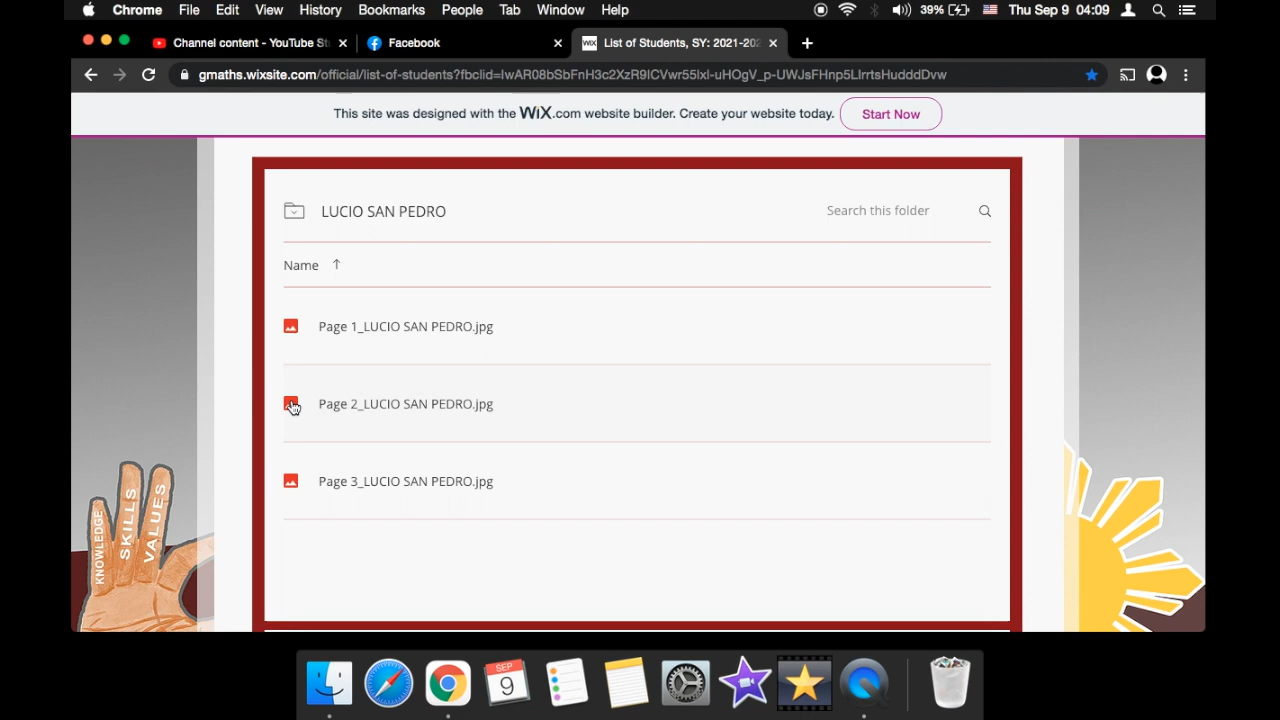 Chrome File Edit View History Bookmarks People Tab Window Help 39% Thu Sep 9 04:09
Channel content - YouTube St Facebook WIX List of Students, SY: 2021-202
gmaths.wixsite.com/official/list-of-students?fbclid=IwAR08bSbFnH3c2XzR9ICVwr55lxl-uHOgV_p-UWJsFHnp5LIrrtsHudddDvw
This site was designed with the WiX.com website builder. Create your website today. Start Now
LUCIO SAN PEDRO Search this folder
Name
Page 1_LUCIO SAN PEDRO.jpg
Page 2_LUCIO SAN PEDRO.jpg
Page 3_LUCIO SAN PEDRO.jpg
KNOWLEDGE
SKILLS
VALUES
SEP
9